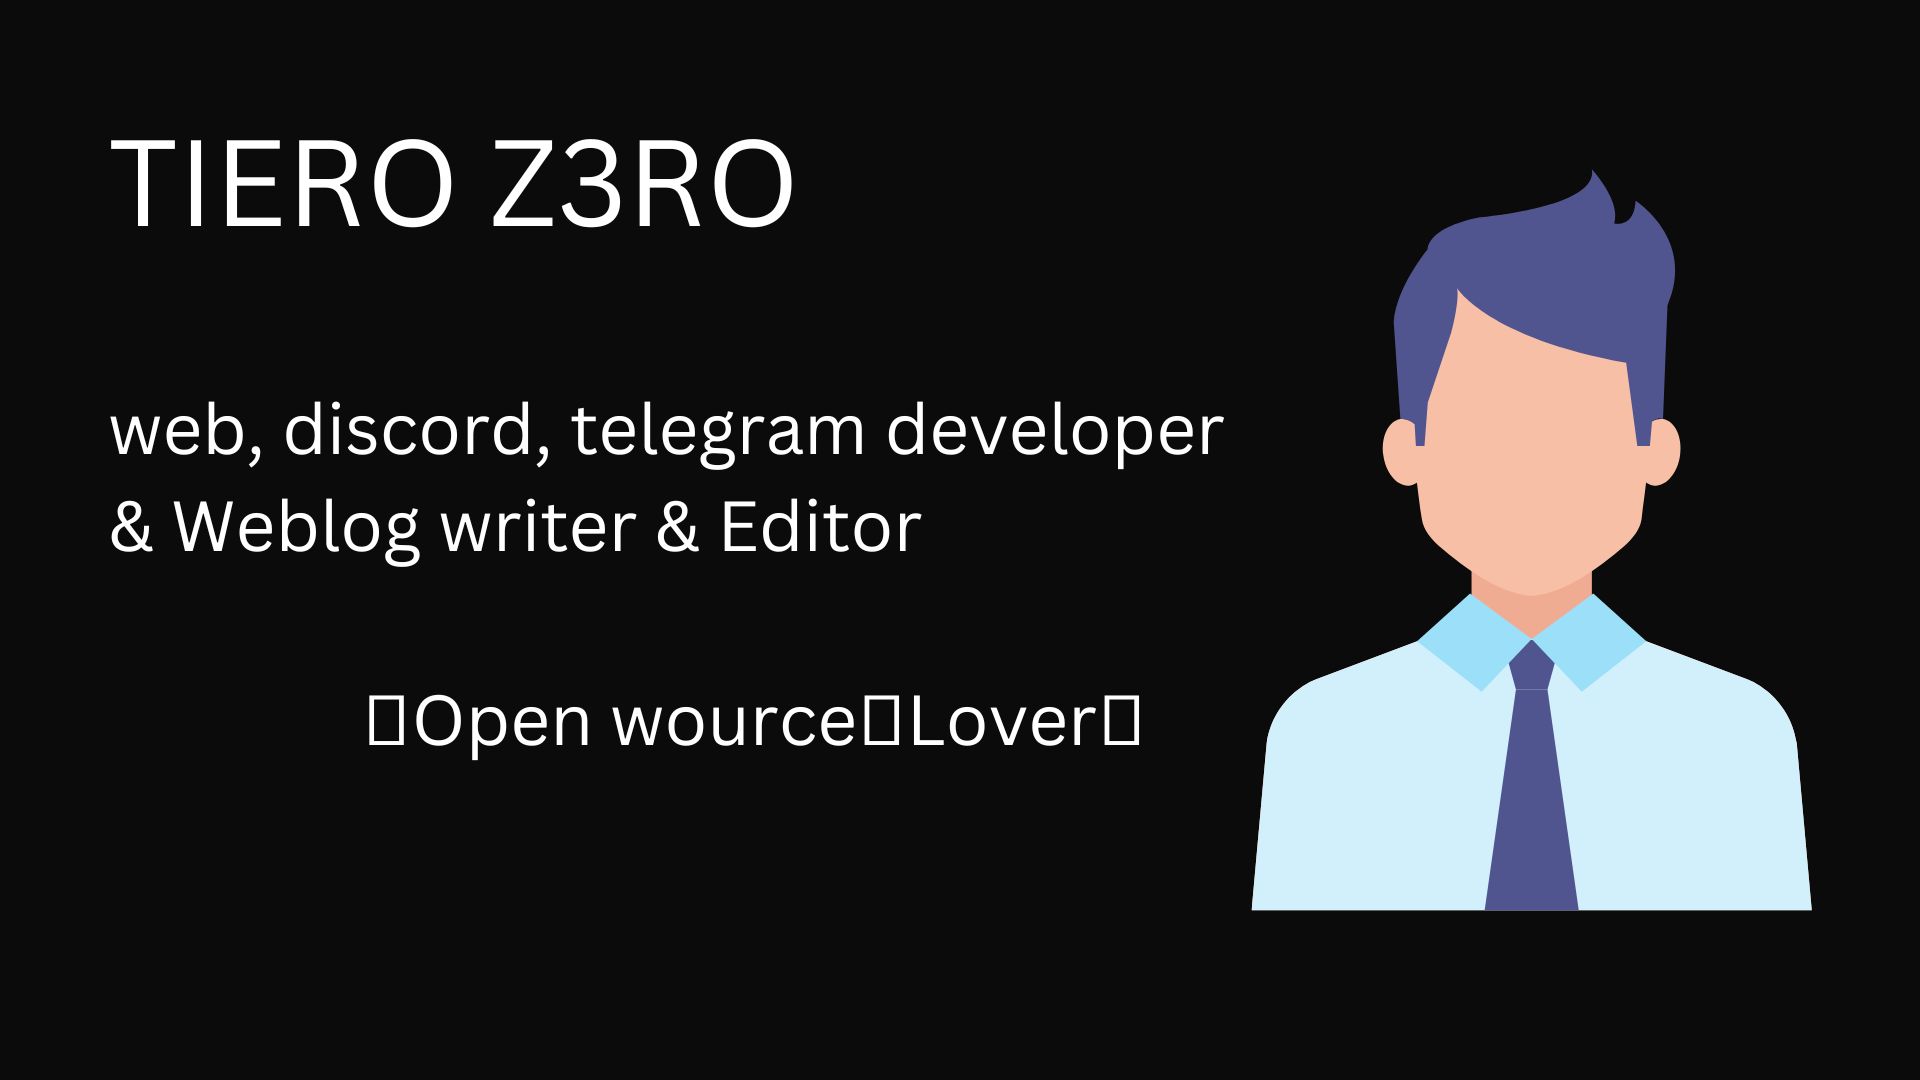 TIERO Z3RO
web, discord, telegram developer
& Weblog writer & Editor
▯Open wource▯Lover▯